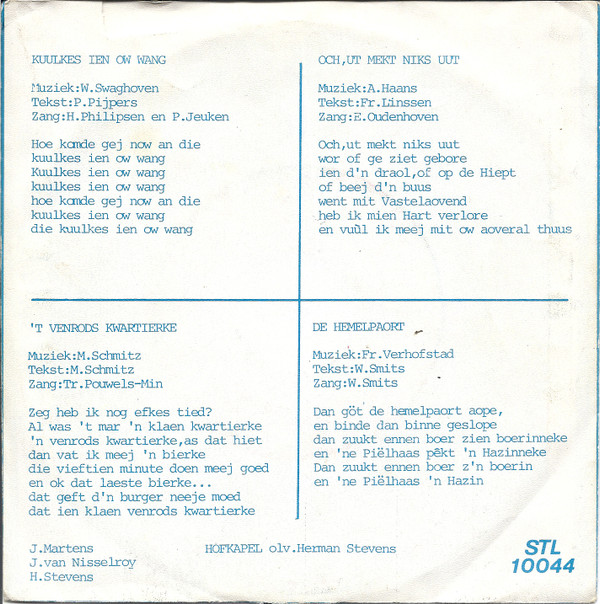 KUULKES IEN OW WANG
Muziek:W.Swaghoven
Tekst:P.Pijpers
Zang:H.Philipsen en P.Jeuken
Hoe komde gej now an die
kuulkes ien ow wang
Kuulkes ien ow wang
kuulkes ien ow wang
hoe komde gej now an die
kuulkes ien ow wang
die kuulkes ien ow wang
OCH,UT MEKT NIKS UUT
Muziek:A.Haans
Tekst:Fr.Linssen
Zang:E.Oudenhoven
Och,ut mekt niks uut
wor of ge ziet gebore
ien d'n draol,of op de Hiept
of beej d'n buus
went mit Vastelaovend
heb ik mien Hart verlore
en vuùl ik meej mit ow aoveral thuus
'T VENRODS KWARTIERKE
Muziek:M.Schmitz
Tekst:M.Schmitz
Zang:Tr.Pouwels-Min
Zeg heb ik nog efkes tied?
Al was 't mar 'n klaen kwartierke
'n venrods kwartierke,as dat hiet
dan vat ik meej 'n bierke
die vieftien minute doen meej goed
en ok dat laeste bierke...
dat geft d'n burger neeje moed
dat ien klaen venrods kwartierke
DE HEMELPAORT
Muziek:Fr.Verhofstad
Tekst:W.Smits
Zang:W.Smits
Dan göt de hemelpaort aope,
en binde dan binne geslope
dan zuukt ennen boer zien boerinneke
en 'ne Piëlhaas pêkt 'n Hazinneke
Dan zuukt ennen boer z'n boerin
en 'ne Piëlhaas 'n Hazin
J.Martens
J.van Nisselroy
H.Stevens
HOFKAPEL olv.Herman Stevens
STL
10044